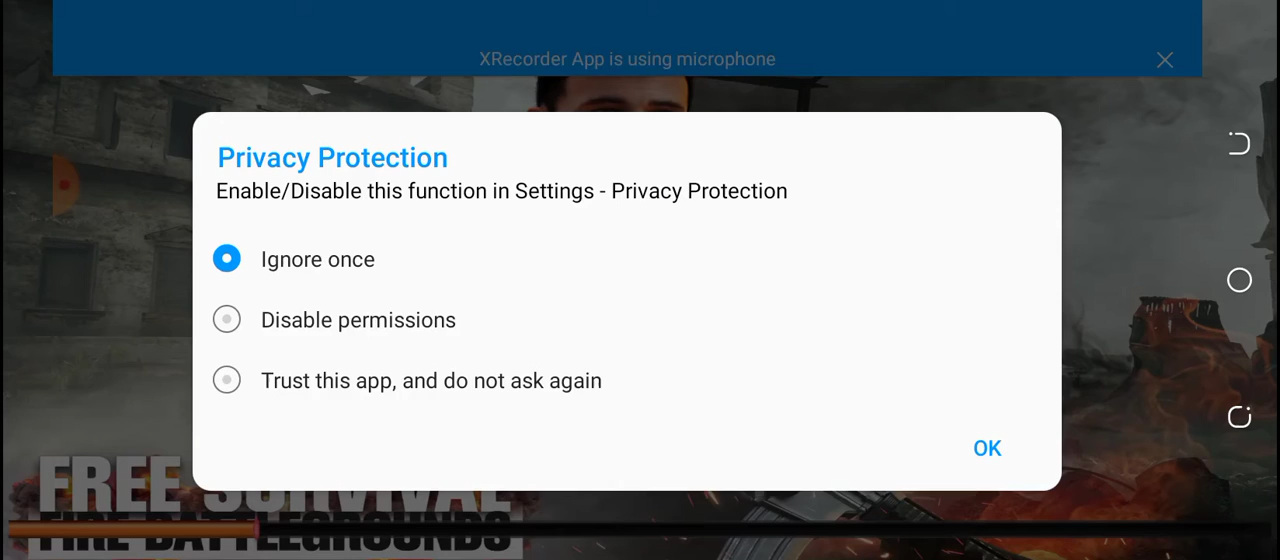 XRecorder App is using microphone
Privacy Protection
Enable/Disable this function in Settings - Privacy Protection
Ignore once
Disable permissions
Trust this app, and do not ask again
OK
FREE SURVIVAL
FIRE BATTLEGROUNDS